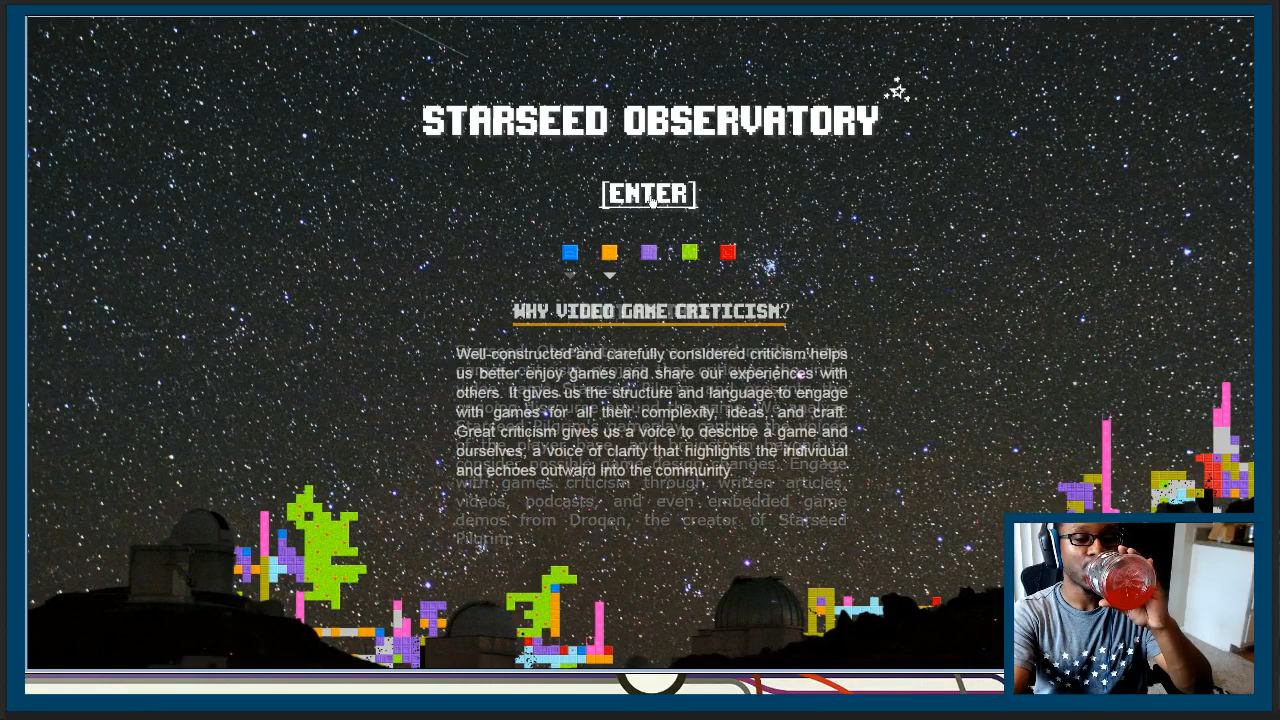 STARSEED OBSERVATORY
[ENTER]
WHY VIDEO GAME CRITICISM?
Well-constructed and carefully considered criticism helps
us better enjoy games and share our experiences with
others. It gives us the structure and language to engage
with games for all their complexity, ideas, and craft.
Great criticism gives us a voice to describe a game and
ourselves; a voice of clarity that highlights the individual
and echoes outward into the community.
with games criticism through written articles,
videos, podcasts, and even embedded game
demos from Droqen, the creator of Starseed
Pilgrim.